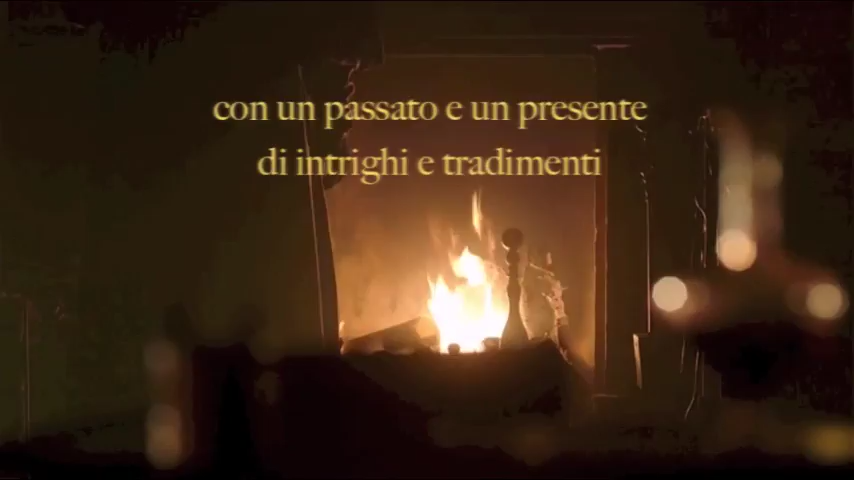 con un passato e un presente
di intrighi e tradimenti